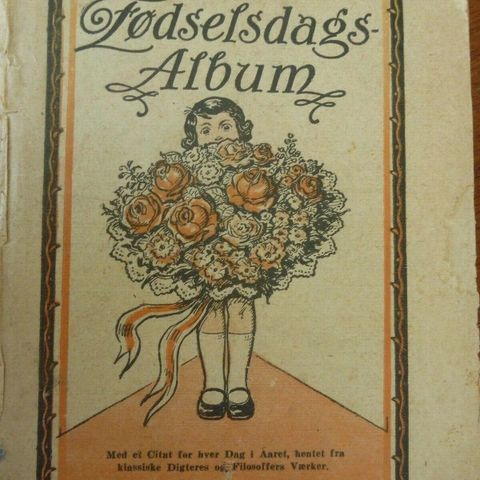 Fødselsdags-
Album
Med et Citat for hver Dag i Aaret, hentet fra
klassiske Digteres og Filosoffers Værker.